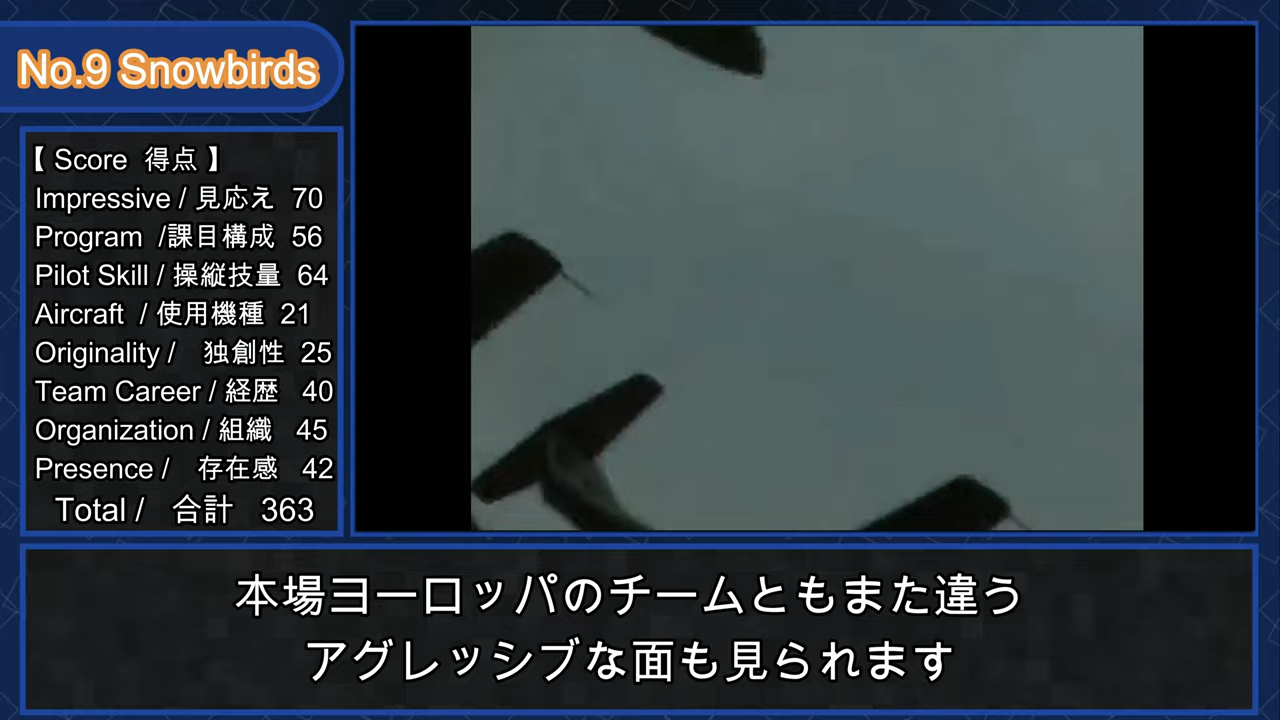 No.9 Snowbirds
【 Score 得点 】
Impressive / 見応え 70
Program /課目構成 56
Pilot Skill / 操縦技量 64
Aircraft / 使用機種 21
Originality / 独創性 25
Team Career / 経歴 40
Organization / 組織 45
Presence / 存在感 42
Total / 合計 363
本場ヨーロッパのチームともまた違う
アグレッシブな面も見られます